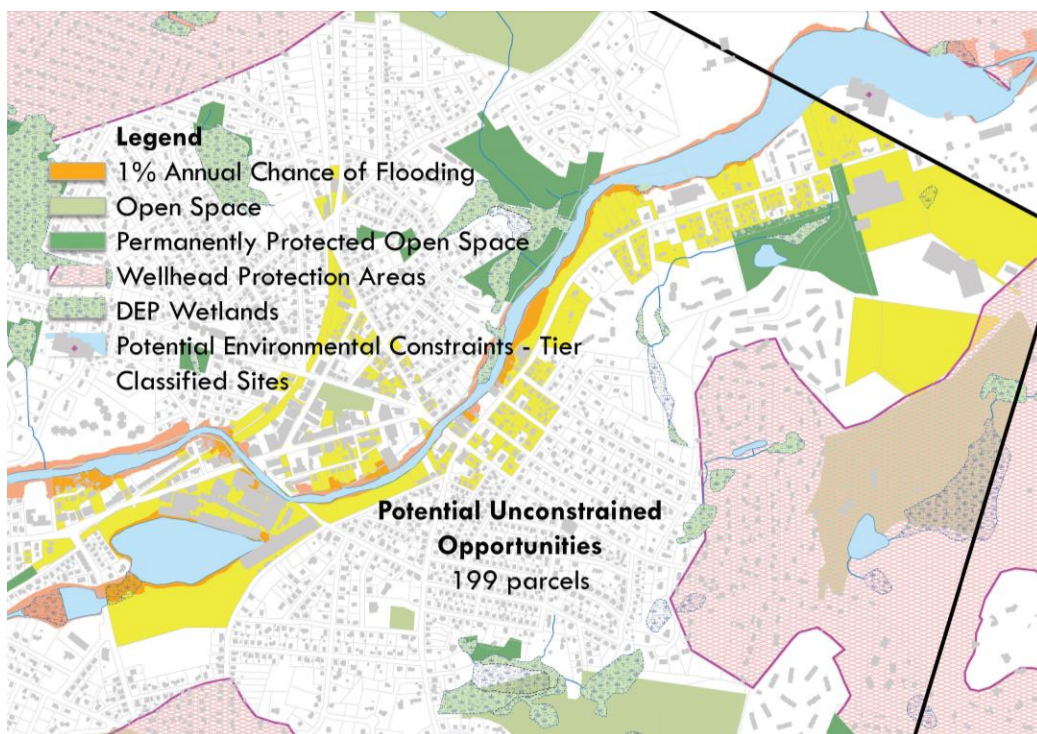 Legend
1% Annual Chance of Flooding
Open Space
Permanently Protected Open Space
Wellhead Protection Areas
DEP Wetlands
Potential Environmental Constraints - Tier
Classified Sites
Potential Unconstrained
Opportunities
199 parcels